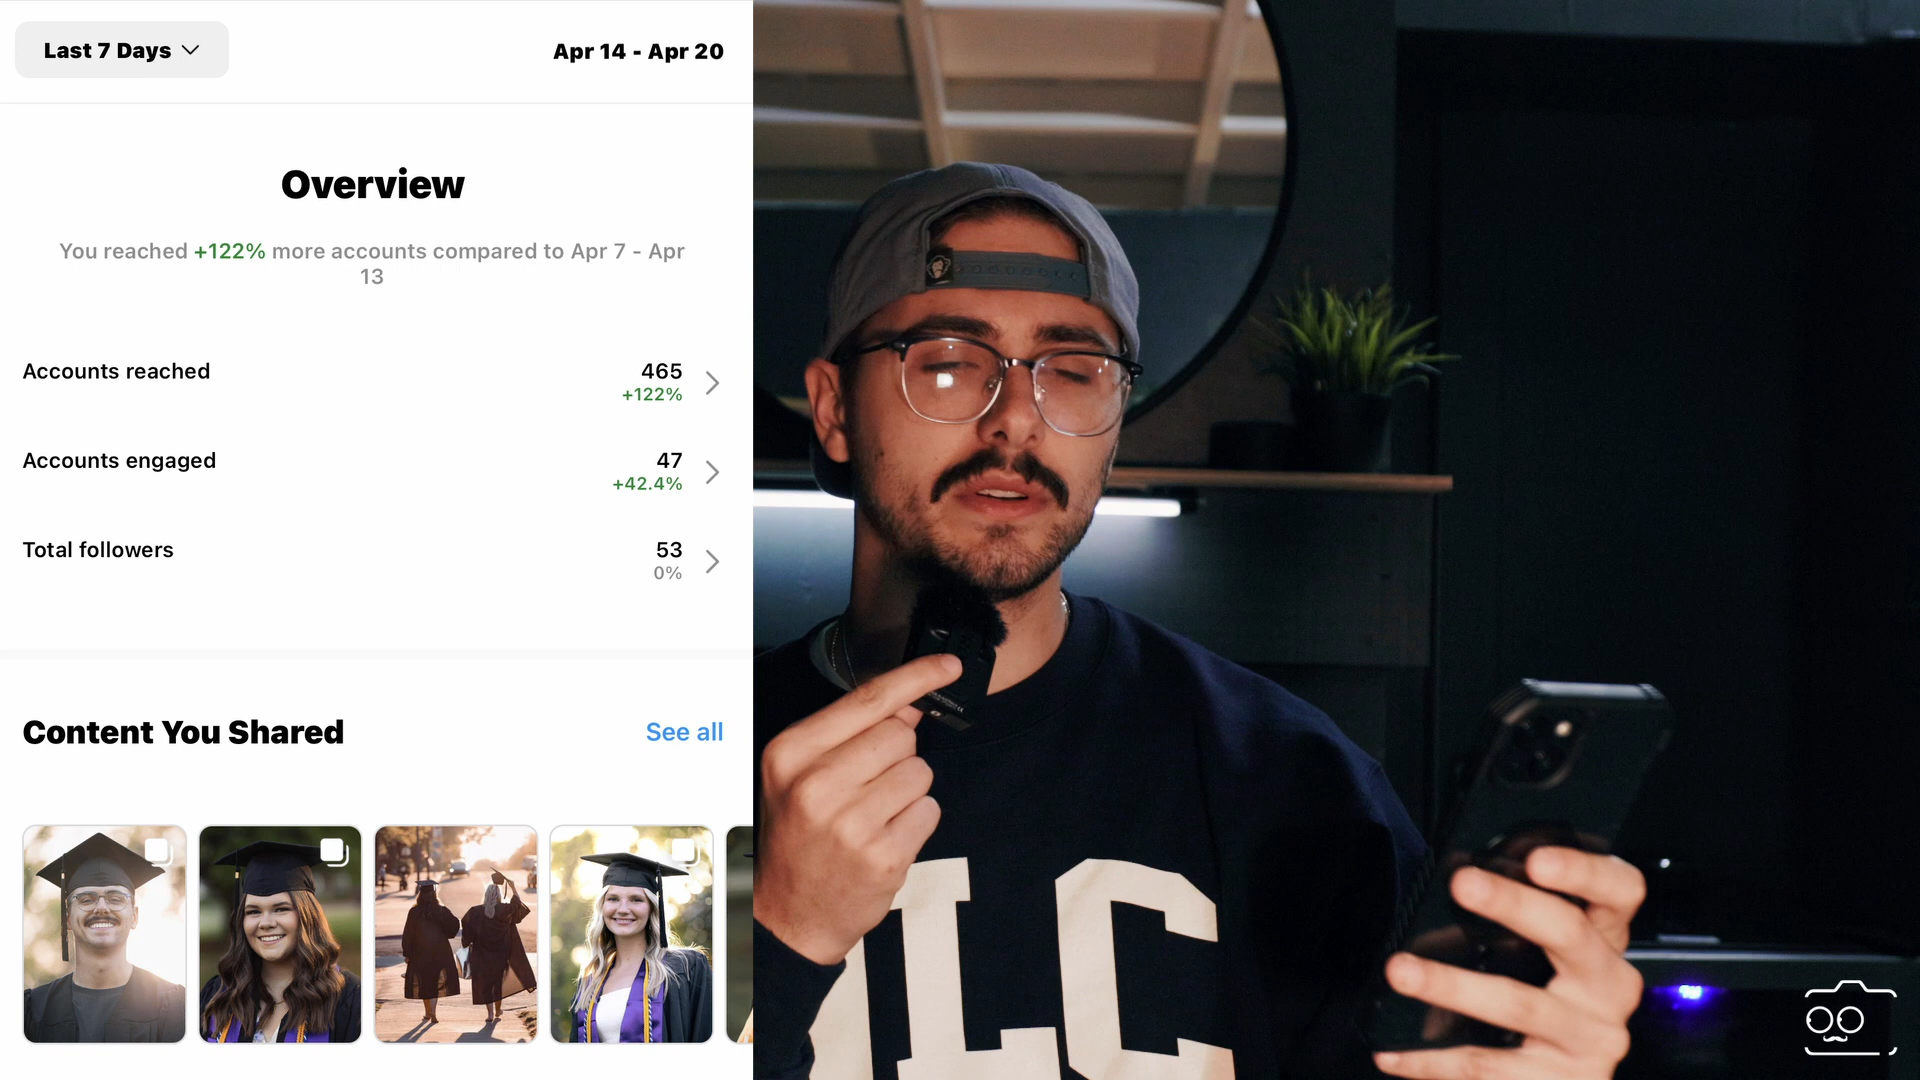 Last 7 Days
Apr 14 - Apr 20
Overview
You reached +122% more accounts compared to Apr 7 - Apr
13
Accounts reached
465
+122%
Accounts engaged
47
+42.4%
Total followers
53
0%
Content You Shared
See all
LC